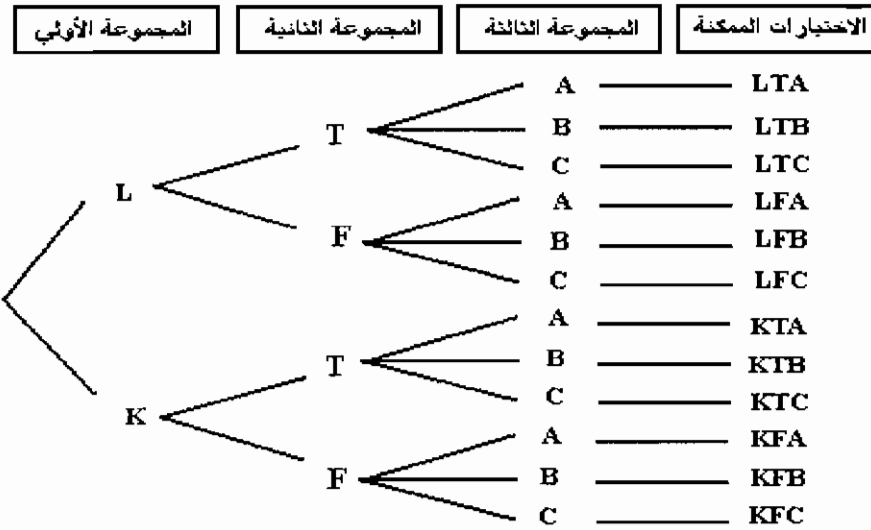 المجموعة الأولي المجموعة الثانية المجموعة الثالثة الاختيارات الممكنة
A LTA
T B LTB
C LTC
L
A LFA
F B LFB
C LFC
A KTA
T B KTB
C KTC
K
A KFA
F B KFB
C KFC